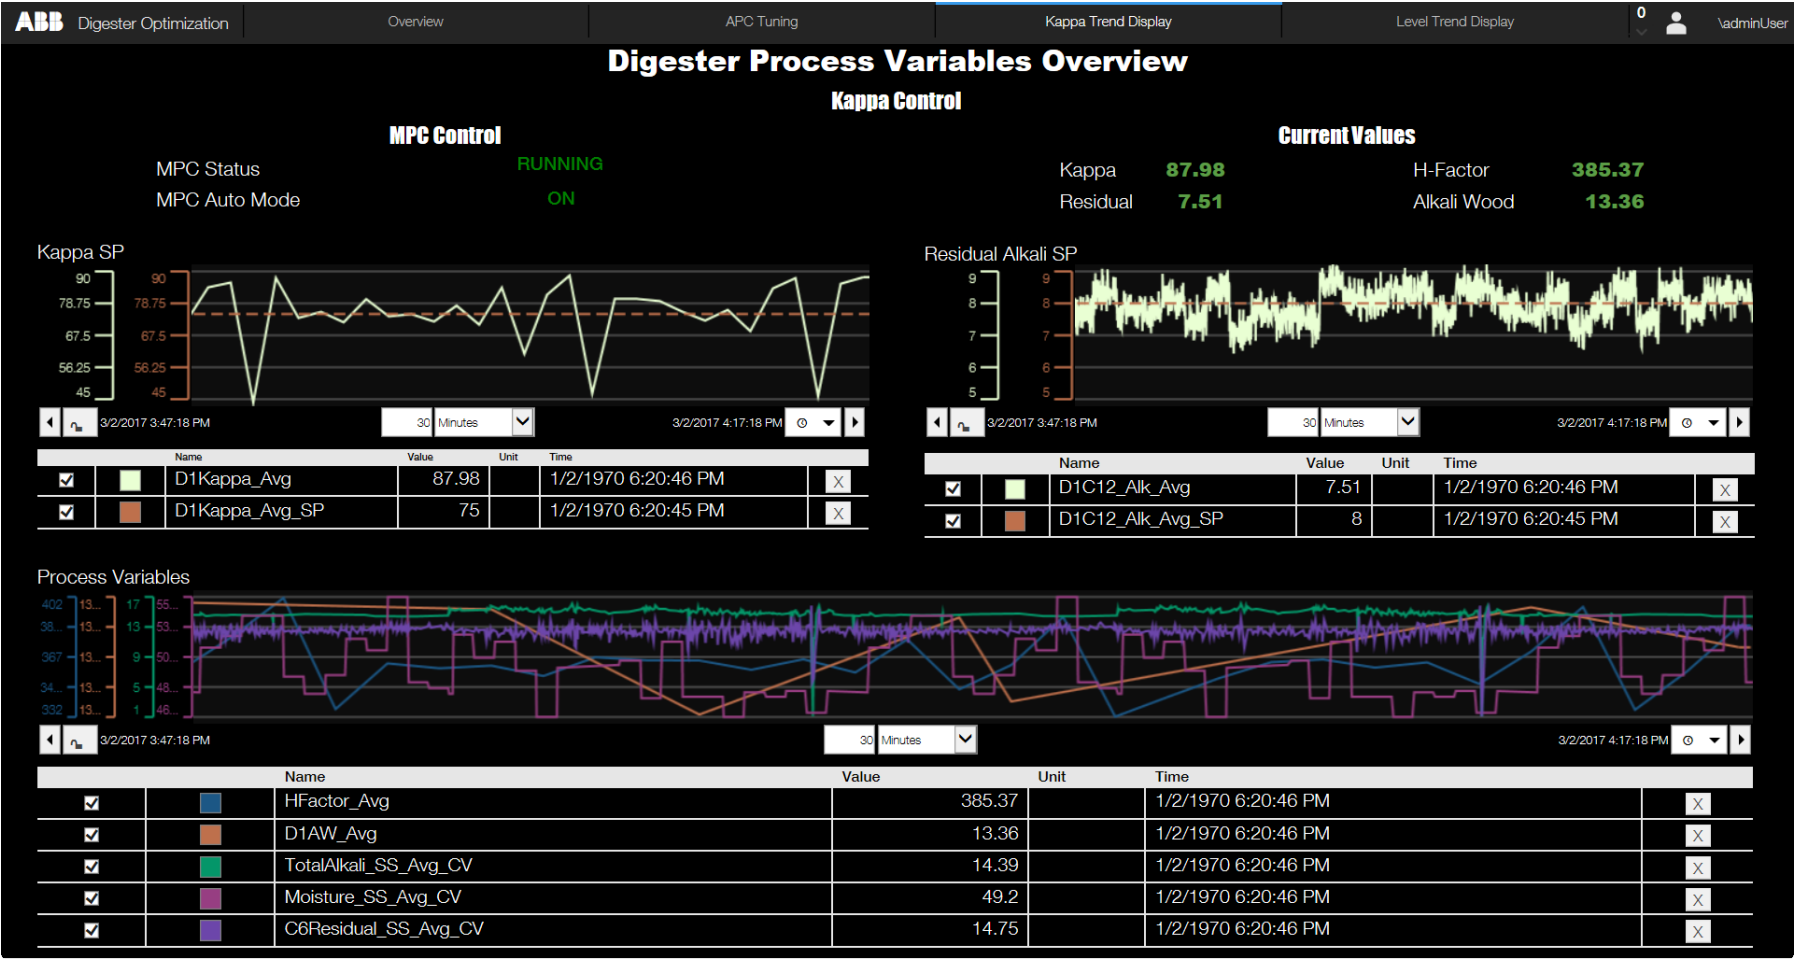 ABB Digester Optimization Overview APC Tuning Kappa Trend Display Level Trend Display 0 \adminUser
Digester Process Variables Overview
Kappa Control
MPC Control Current Values
MPC Status RUNNING Kappa 87.98 H-Factor 385.37
MPC Auto Mode ON Residual 7.51 Alkali Wood 13.36
Kappa SP
90 90
78.75 78.75
67.5 67.5
56.25 56.25
45 45
3/2/2017 3:47:18 PM 30 Minutes 3/2/2017 4:17:18 PM
Name Value Unit Time
D1Kappa_Avg 87.98 1/2/1970 6:20:46 PM X
D1Kappa_Avg_SP 75 1/2/1970 6:20:45 PM X
Residual Alkali SP
9 9
8 8
7 7
6 6
5 5
3/2/2017 3:47:18 PM 30 Minutes 3/2/2017 4:17:18 PM
Name Value Unit Time
D1C12_Alk_Avg 7.51 1/2/1970 6:20:46 PM X
D1C12_Alk_Avg_SP 8 1/2/1970 6:20:45 PM X
Process Variables
402 13... 17 55...
38... 13... 13 53...
367 13... 9 50...
34... 13... 5 48...
332 13... 1 46...
3/2/2017 3:47:18 PM 30 Minutes 3/2/2017 4:17:18 PM
Name Value Unit Time
HFactor_Avg 385.37 1/2/1970 6:20:46 PM X
D1AW_Avg 13.36 1/2/1970 6:20:46 PM X
TotalAlkali_SS_Avg_CV 14.39 1/2/1970 6:20:46 PM X
Moisture_SS_Avg_CV 49.2 1/2/1970 6:20:46 PM X
C6Residual_SS_Avg_CV 14.75 1/2/1970 6:20:46 PM X